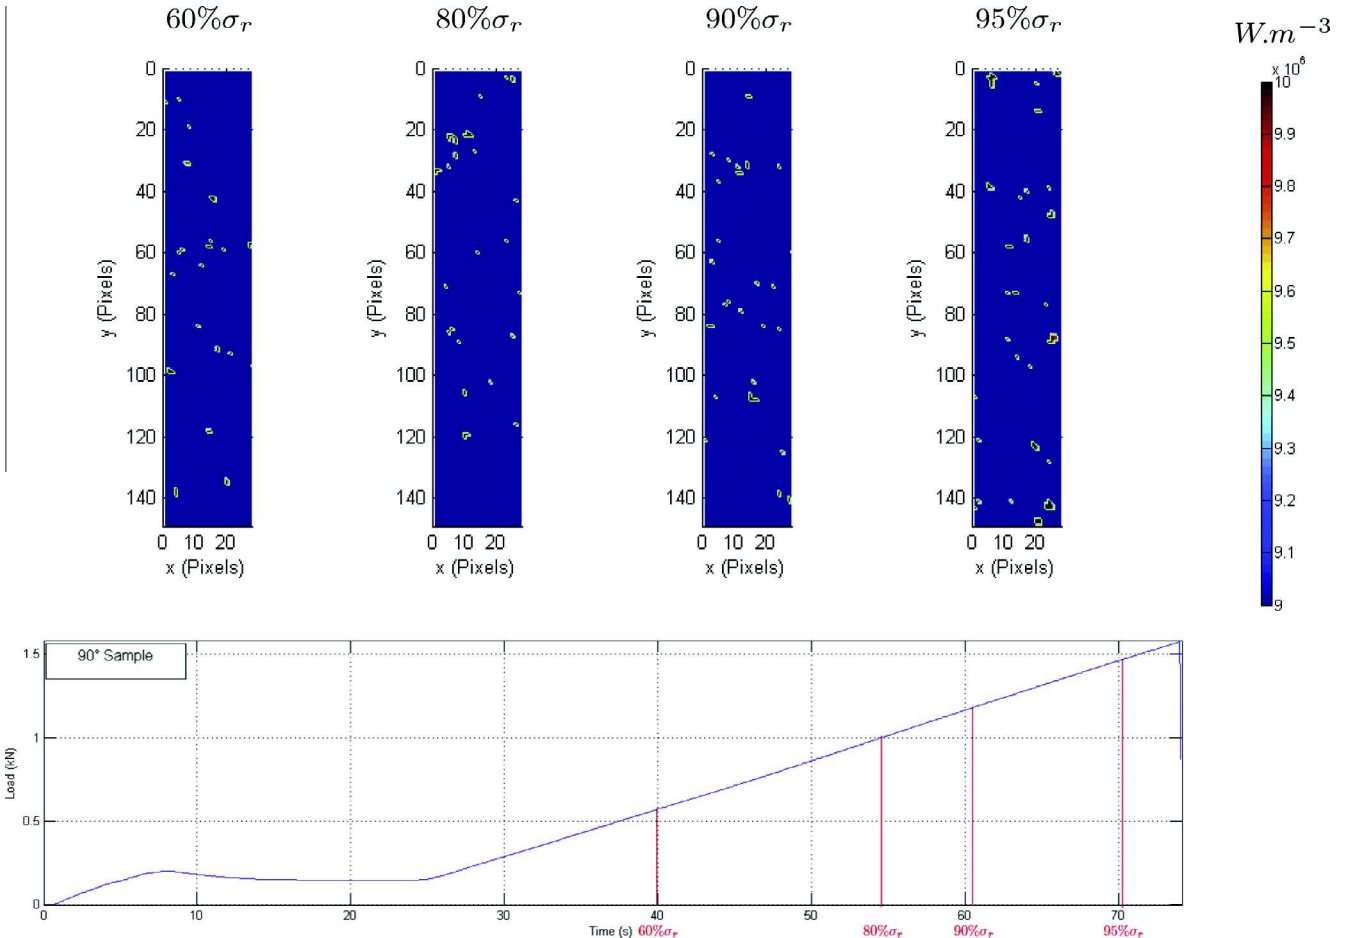 60%σr 80%σr 90%σr 95%σr
W.m−3
x 10^6
0 20 40 60 80 100 120 140
y (Pixels)
0 10 20
x (Pixels)
0 20 40 60 80 100 120 140
y (Pixels)
0 10 20
x (Pixels)
0 20 40 60 80 100 120 140
y (Pixels)
0 10 20
x (Pixels)
0 20 40 60 80 100 120 140
y (Pixels)
0 10 20
x (Pixels)
10
9.9
9.8
9.7
9.6
9.5
9.4
9.3
9.2
9.1
9
90° Sample
1.5
1
0.5
0
Load (kN)
0 10 20 30 40 50 60 70
Time (s) 60%σr 80%σr 90%σr 95%σr